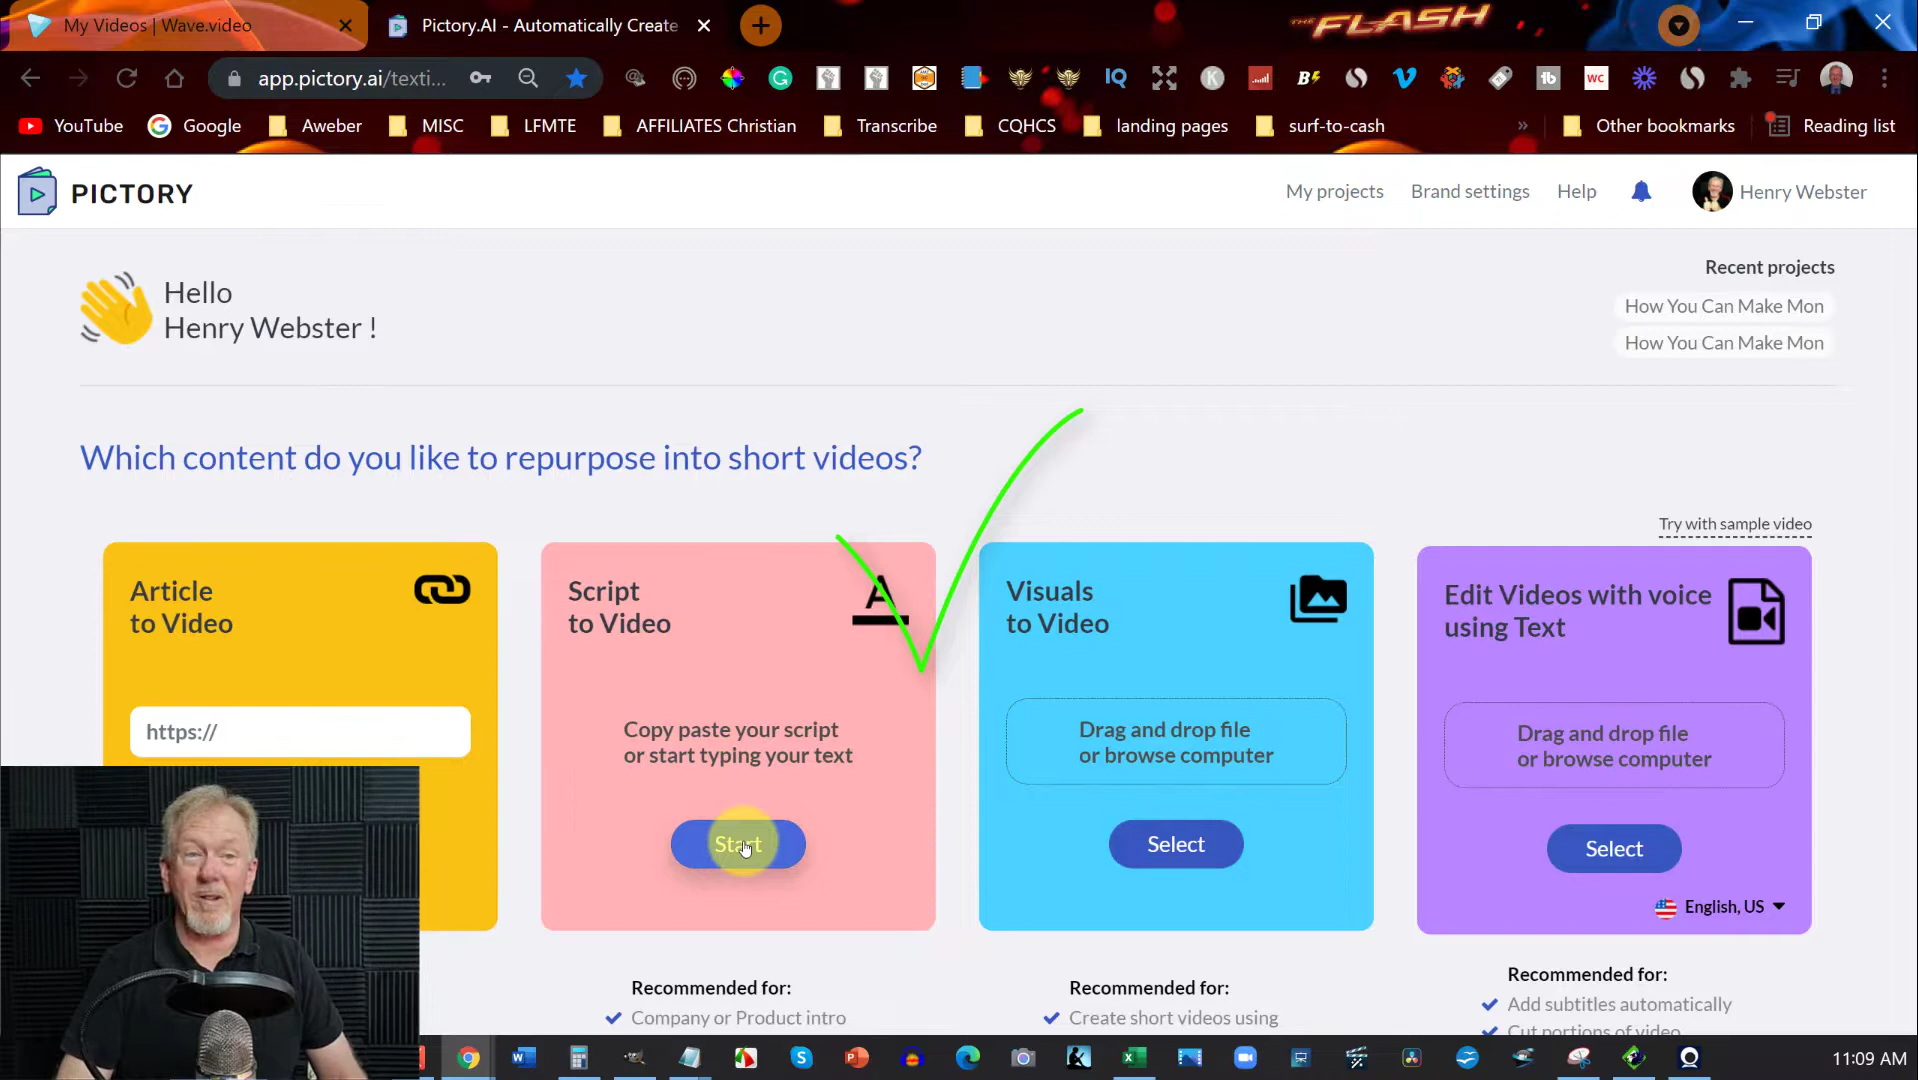 My Videos | Wave.video
Pictory.AI - Automatically Create
THE FLASH
app.pictory.ai/texti...
YouTube
Google
Aweber
MISC
LFMTE
AFFILIATES Christian
Transcribe
CQHCS
landing pages
surf-to-cash
»
Other bookmarks
Reading list
PICTORY
My projects
Brand settings
Help
Henry Webster
Hello
Henry Webster !
Recent projects
How You Can Make Mon
How You Can Make Mon
Which content do you like to repurpose into short videos?
Try with sample video
Article
to Video
https://
Script
to Video
A
Copy paste your script
or start typing your text
Start
Visuals
to Video
Drag and drop file
or browse computer
Select
Edit Videos with voice
using Text
Drag and drop file
or browse computer
Select
English, US
Recommended for:
Company or Product intro
Recommended for:
Create short videos using
Recommended for:
Add subtitles automatically
Cut portions of video
11:09 AM